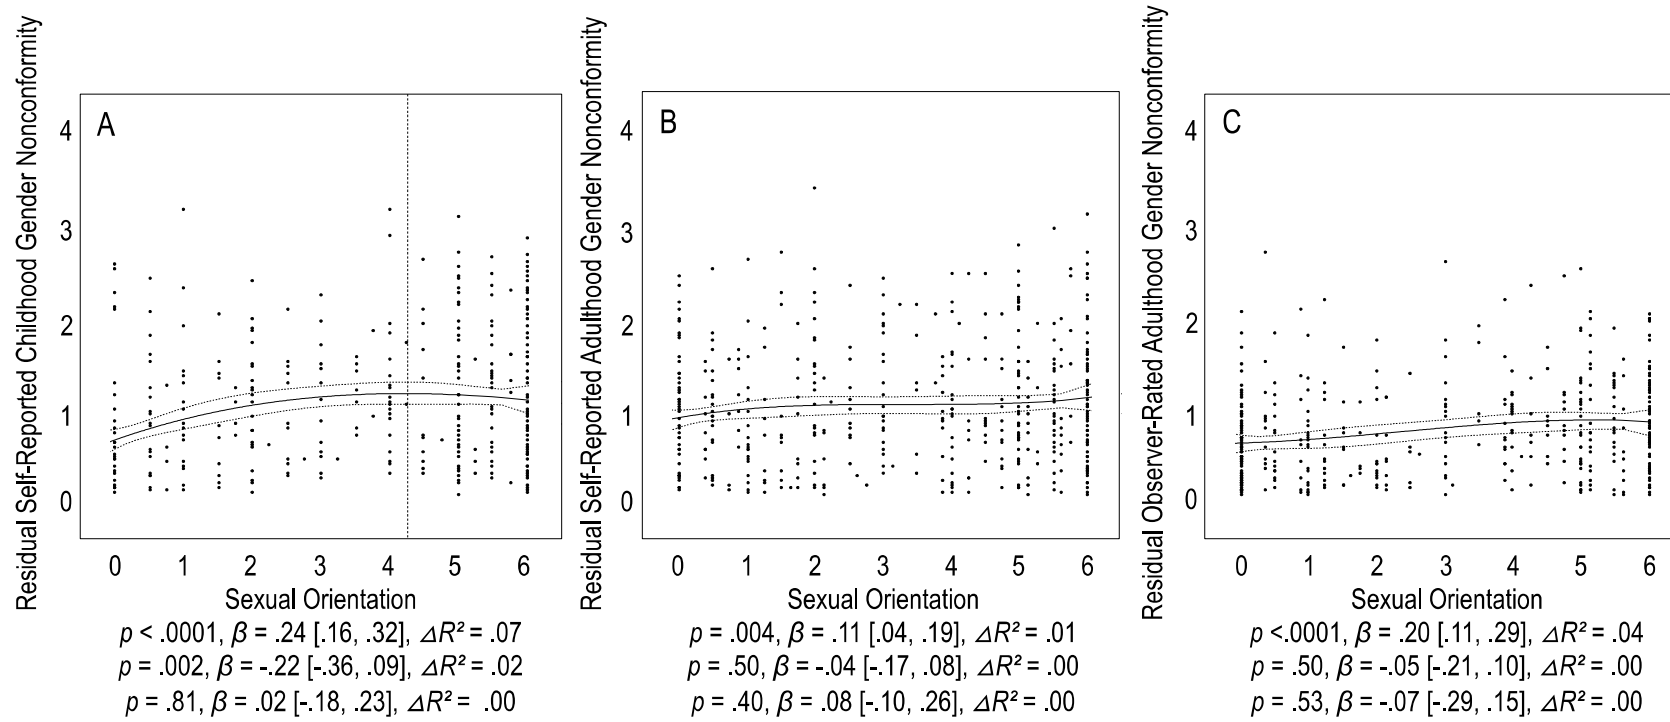 Residual Self-Reported Childhood Gender Nonconformity
A
4
3
2
1
0
0 1 2 3 4 5 6
Sexual Orientation
p < .0001, β = .24 [.16, .32], ΔR² = .07
p = .002, β = -.22 [-.36, .09], ΔR² = .02
p = .81, β = .02 [-.18, .23], ΔR² = .00
Residual Self-Reported Adulthood Gender Nonconformity
B
4
3
2
1
0
0 1 2 3 4 5 6
Sexual Orientation
p = .004, β = .11 [.04, .19], ΔR² = .01
p = .50, β = -.04 [-.17, .08], ΔR² = .00
p = .40, β = .08 [-.10, .26], ΔR² = .00
Residual Observer-Rated Adulthood Gender Nonconformity
C
4
3
2
1
0
0 1 2 3 4 5 6
Sexual Orientation
p <.0001, β = .20 [.11, .29], ΔR² = .04
p = .50, β = -.05 [-.21, .10], ΔR² = .00
p = .53, β = -.07 [-.29, .15], ΔR² = .00